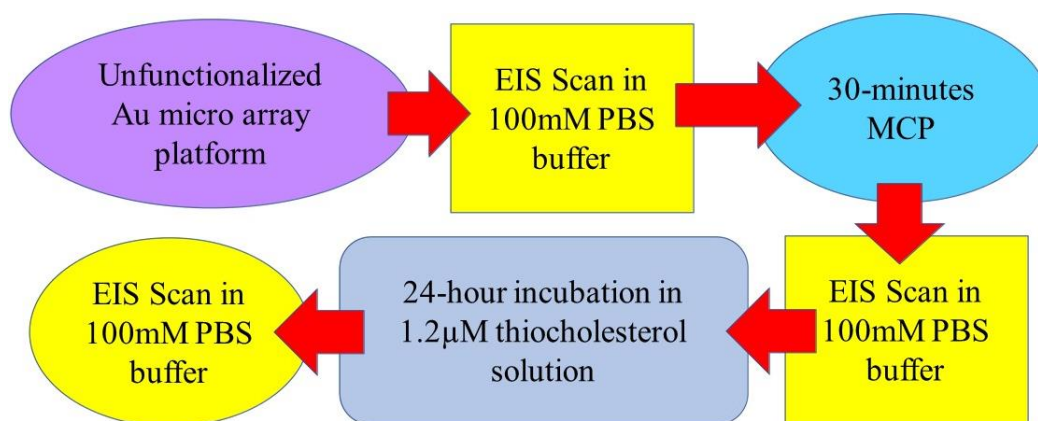 Unfunctionalized
Au micro array
platform
EIS Scan in
100mM PBS
buffer
30-minutes
MCP
EIS Scan in
100mM PBS
buffer
24-hour incubation in
1.2µM thiocholesterol
solution
EIS Scan in
100mM PBS
buffer